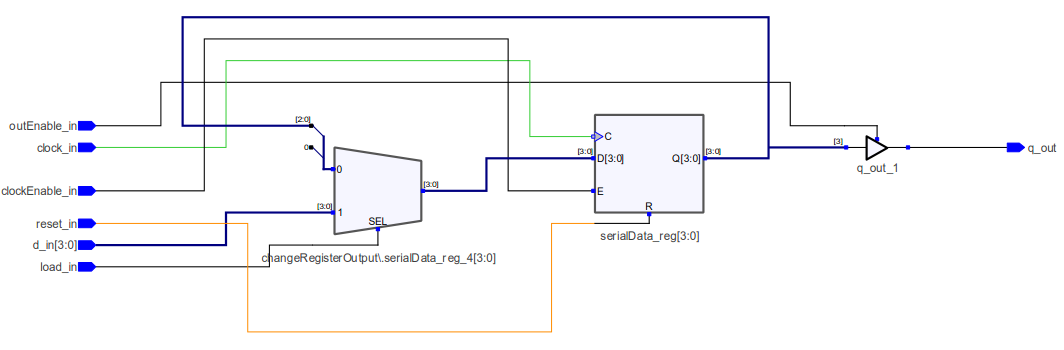 outEnable_in
clock_in
clockEnable_in
reset_in
d_in[3:0]
load_in
[2:0]
0
[3:0]
0
1
SEL
[3:0]
changeRegisterOutput\.serialData_reg_4[3:0]
[3:0]
C
D[3:0]
E
R
Q[3:0]
[3:0]
serialData_reg[3:0]
[3]
q_out_1
q_out